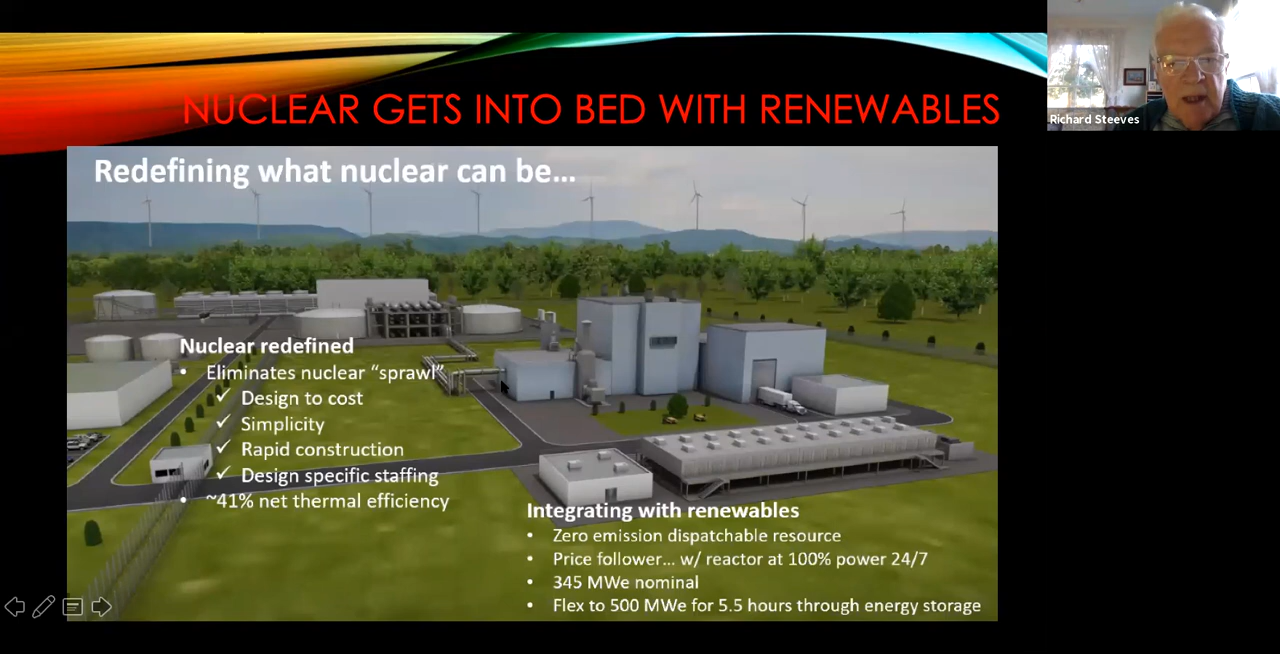 NUCLEAR GETS INTO BED WITH RENEWABLES
Richard Steeves
Redefining what nuclear can be...
Nuclear redefined
• Eliminates nuclear “sprawl”
✓ Design to cost
✓ Simplicity
✓ Rapid construction
✓ Design specific staffing
• ~41% net thermal efficiency
Integrating with renewables
• Zero emission dispatchable resource
• Price follower... w/ reactor at 100% power 24/7
• 345 MWe nominal
• Flex to 500 MWe for 5.5 hours through energy storage